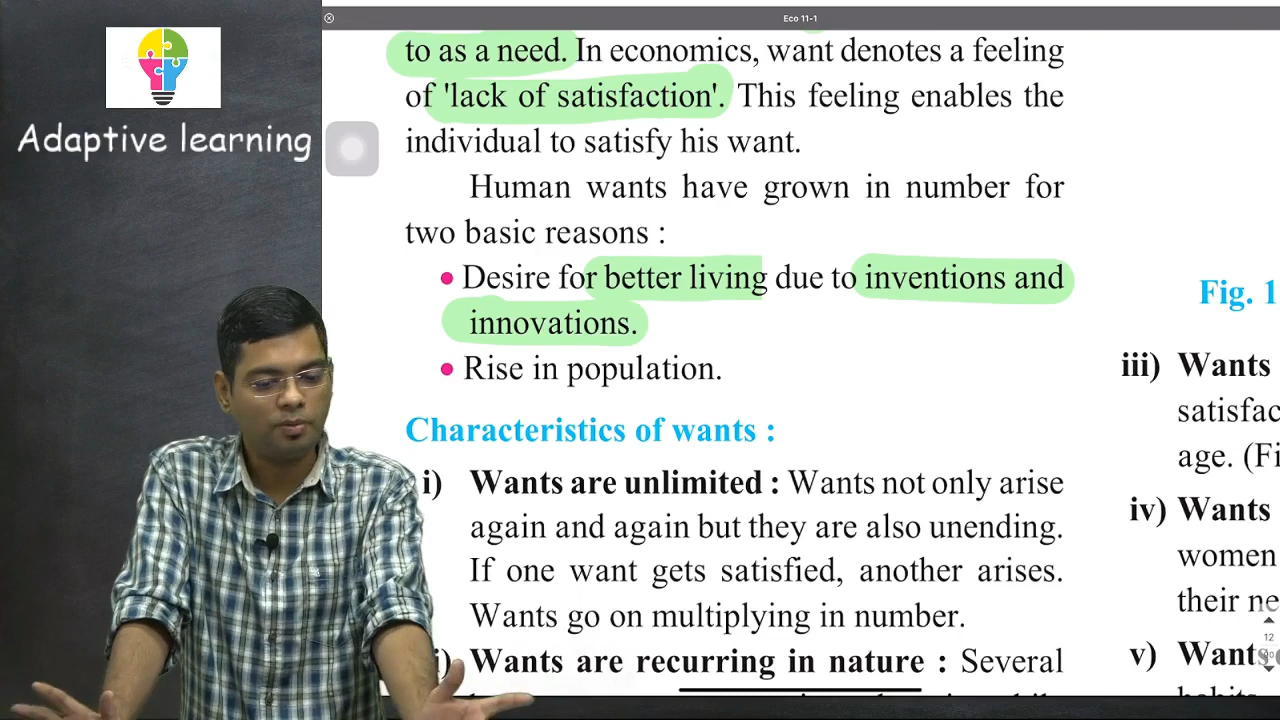 Eco 11-1
Adaptive learning
to as a need. In economics, want denotes a feeling
of 'lack of satisfaction'. This feeling enables the
individual to satisfy his want.
Human wants have grown in number for
two basic reasons :
• Desire for better living due to inventions and
innovations.
• Rise in population.
Characteristics of wants :
i) Wants are unlimited : Wants not only arise
again and again but they are also unending.
If one want gets satisfied, another arises.
Wants go on multiplying in number.
Wants are recurring in nature : Several
Fig. 1
iii) Wants
satisfac
age. (Fi
iv) Wants
women
their ne
v) Wants
habits
12